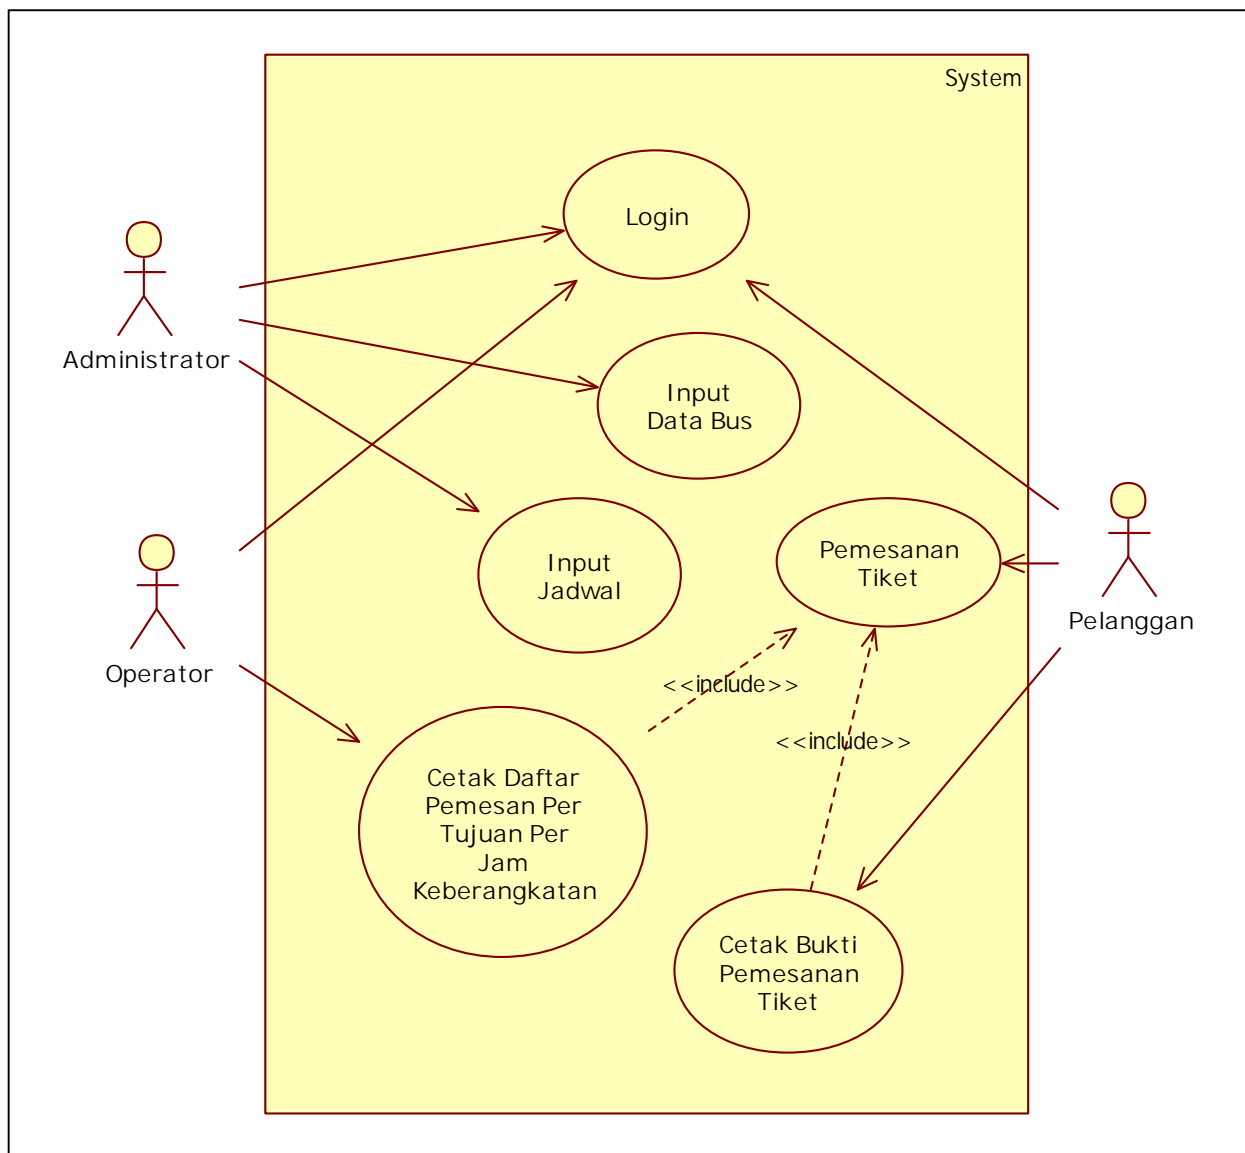 System
Login
Administrator
Input
Data Bus
Input
Jadwal
Pemesanan
Tiket
Pelanggan
Operator
<<include>>
<<include>>
Cetak Daftar
Pemesan Per
Tujuan Per
Jam
Keberangkatan
Cetak Bukti
Pemesanan
Tiket